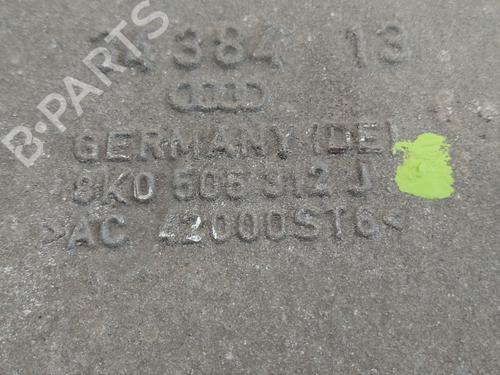 B-PARTS
384 13
GERMANY (DE)
8K0 505 312 J
>AC 42000ST6<